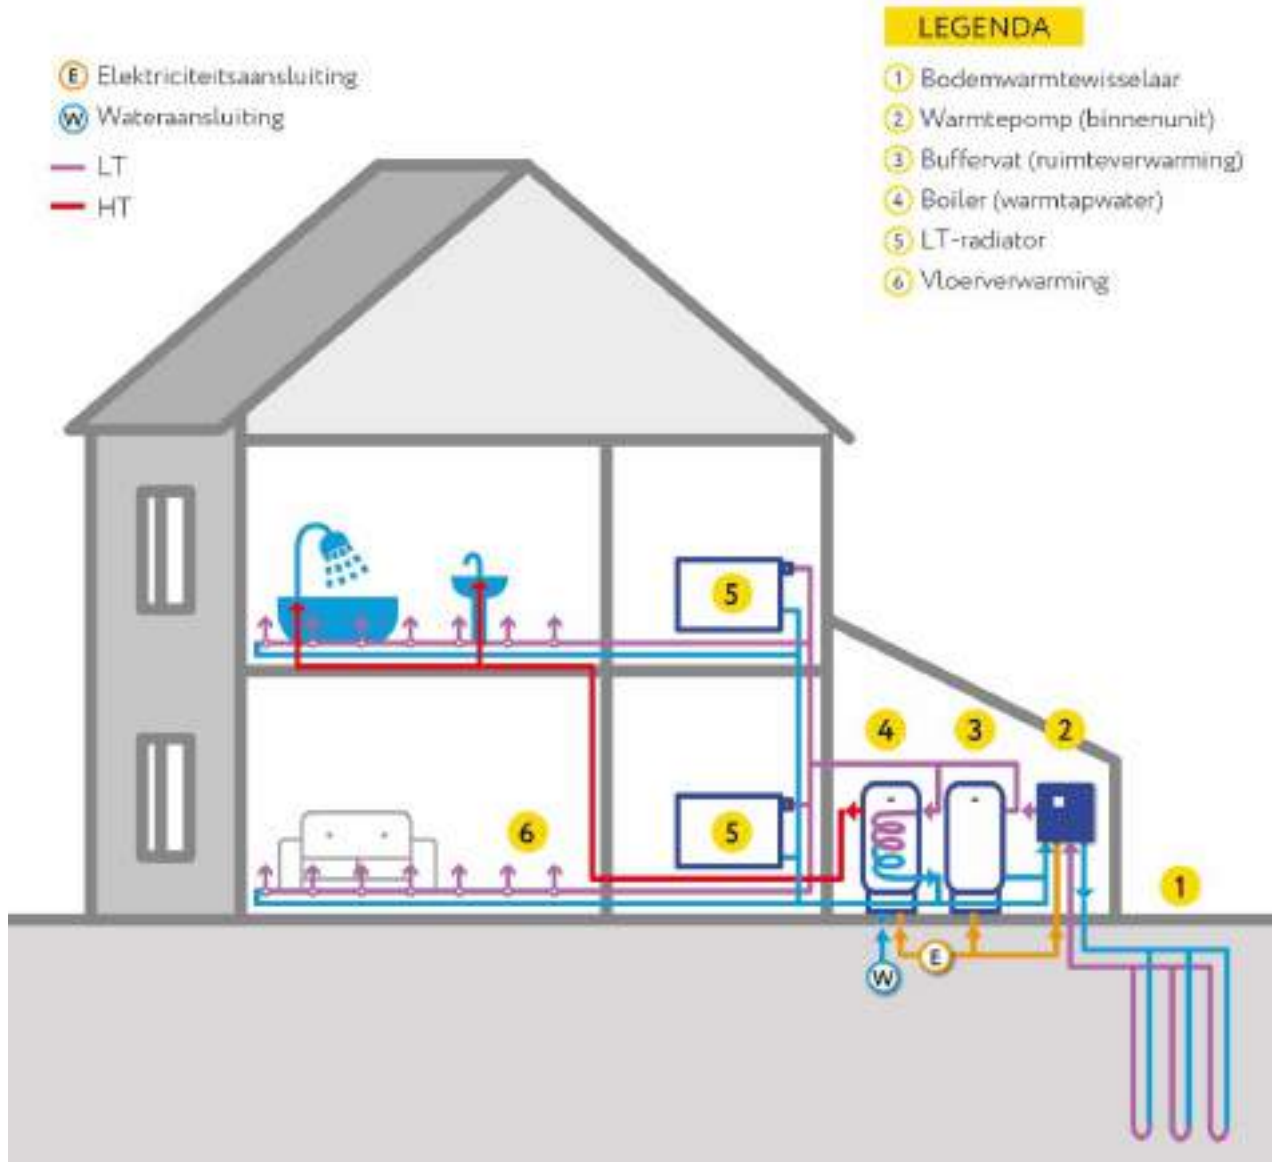 LEGENDA
E Elektriciteitsaansluiting
W Wateraansluiting
LT
HT
1 Bodemwarmtewisselaar
2 Warmtepomp (binnenunit)
3 Buffervat (ruimteverwarming)
4 Boiler (warmtapwater)
5 LT-radiator
6 Vloerverwarming
5
4
3
2
6
5
1
W
E